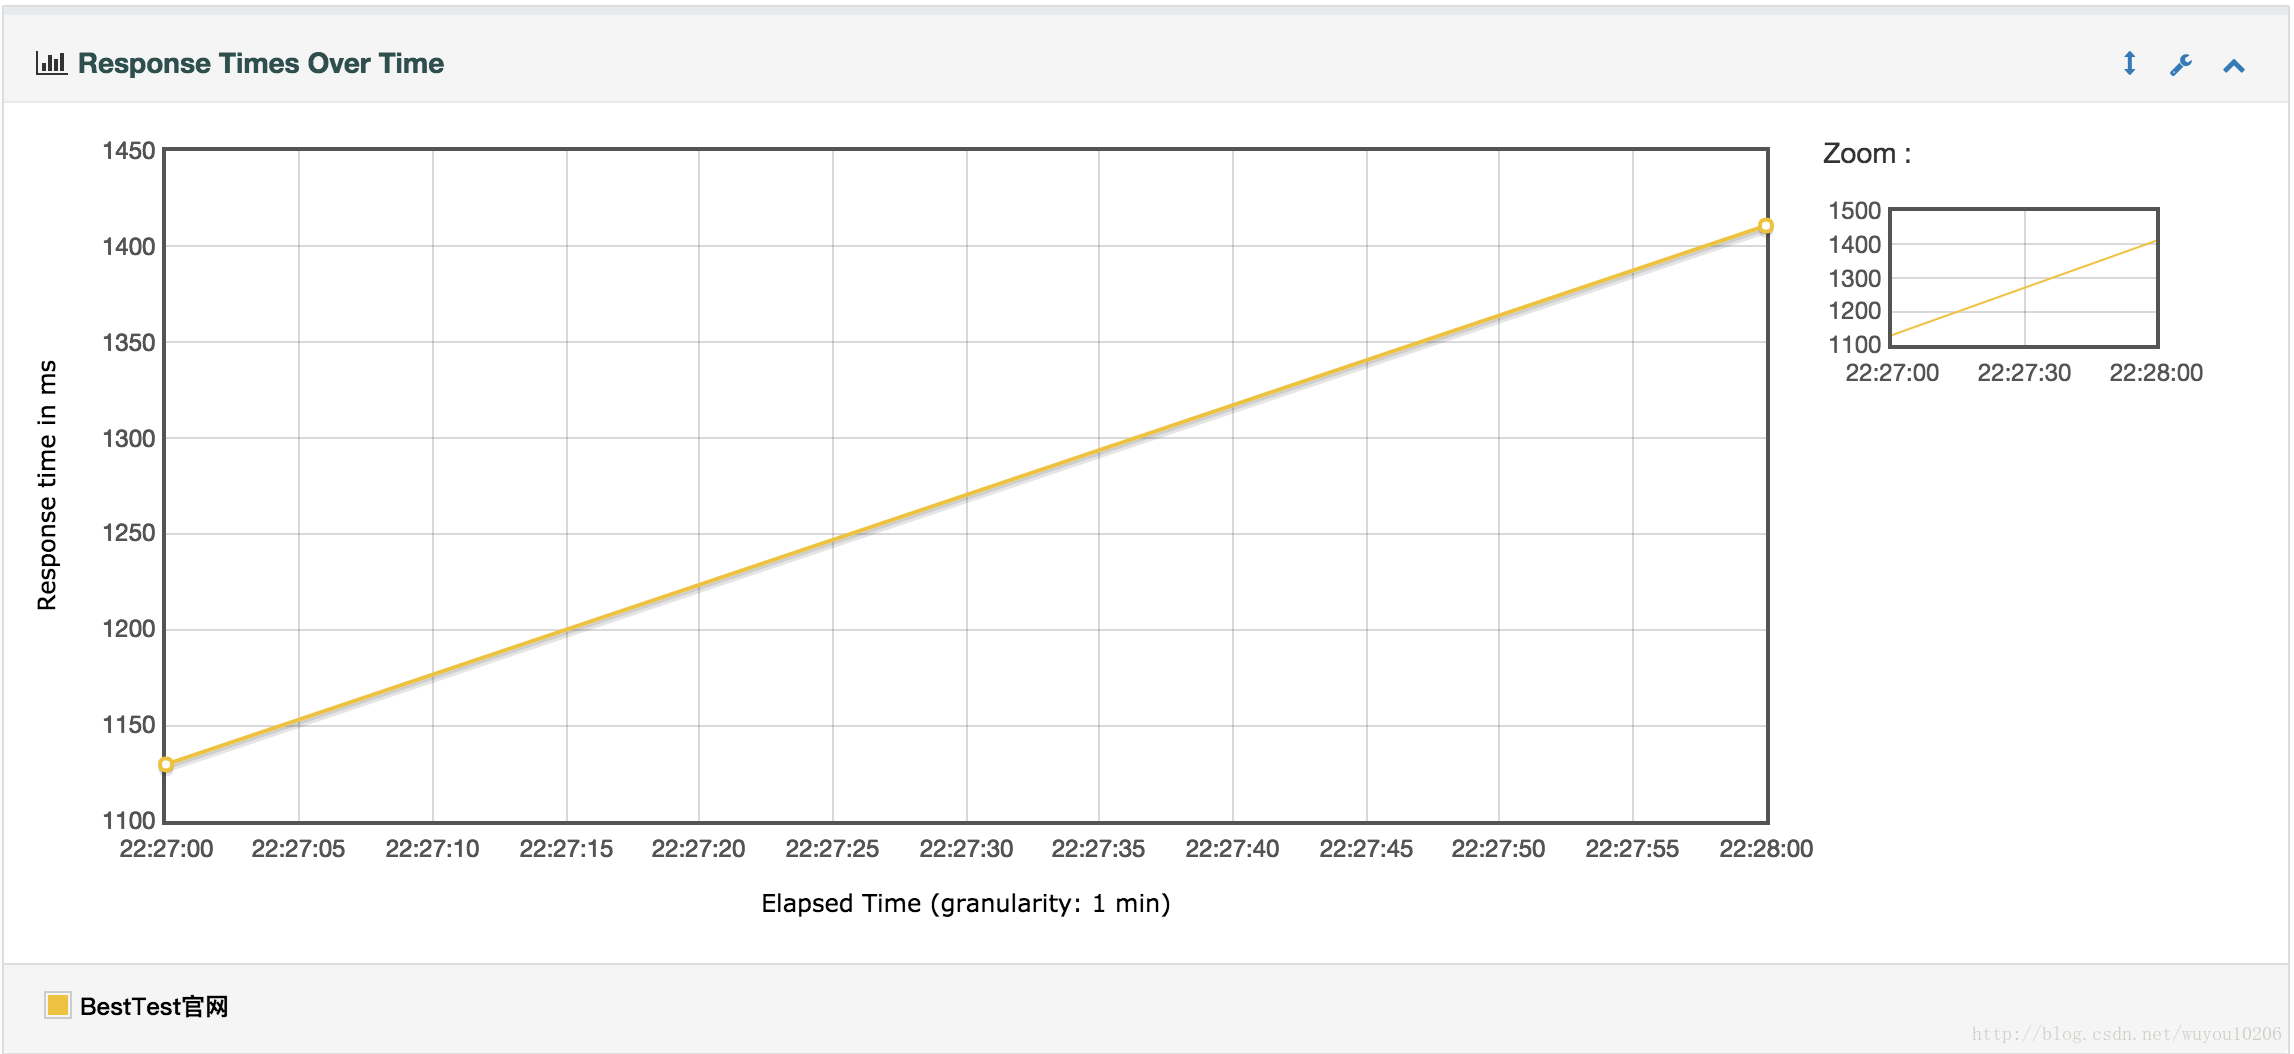 Response Times Over Time
1450
1400
1350
1300
1250
1200
1150
1100
Response time in ms
22:27:00 22:27:05 22:27:10 22:27:15 22:27:20 22:27:25 22:27:30 22:27:35 22:27:40 22:27:45 22:27:50 22:27:55 22:28:00
Elapsed Time (granularity: 1 min)
Zoom :
1500
1400
1300
1200
1100
22:27:00 22:27:30 22:28:00
BestTest官网
http://blog.csdn.net/wuyou10206